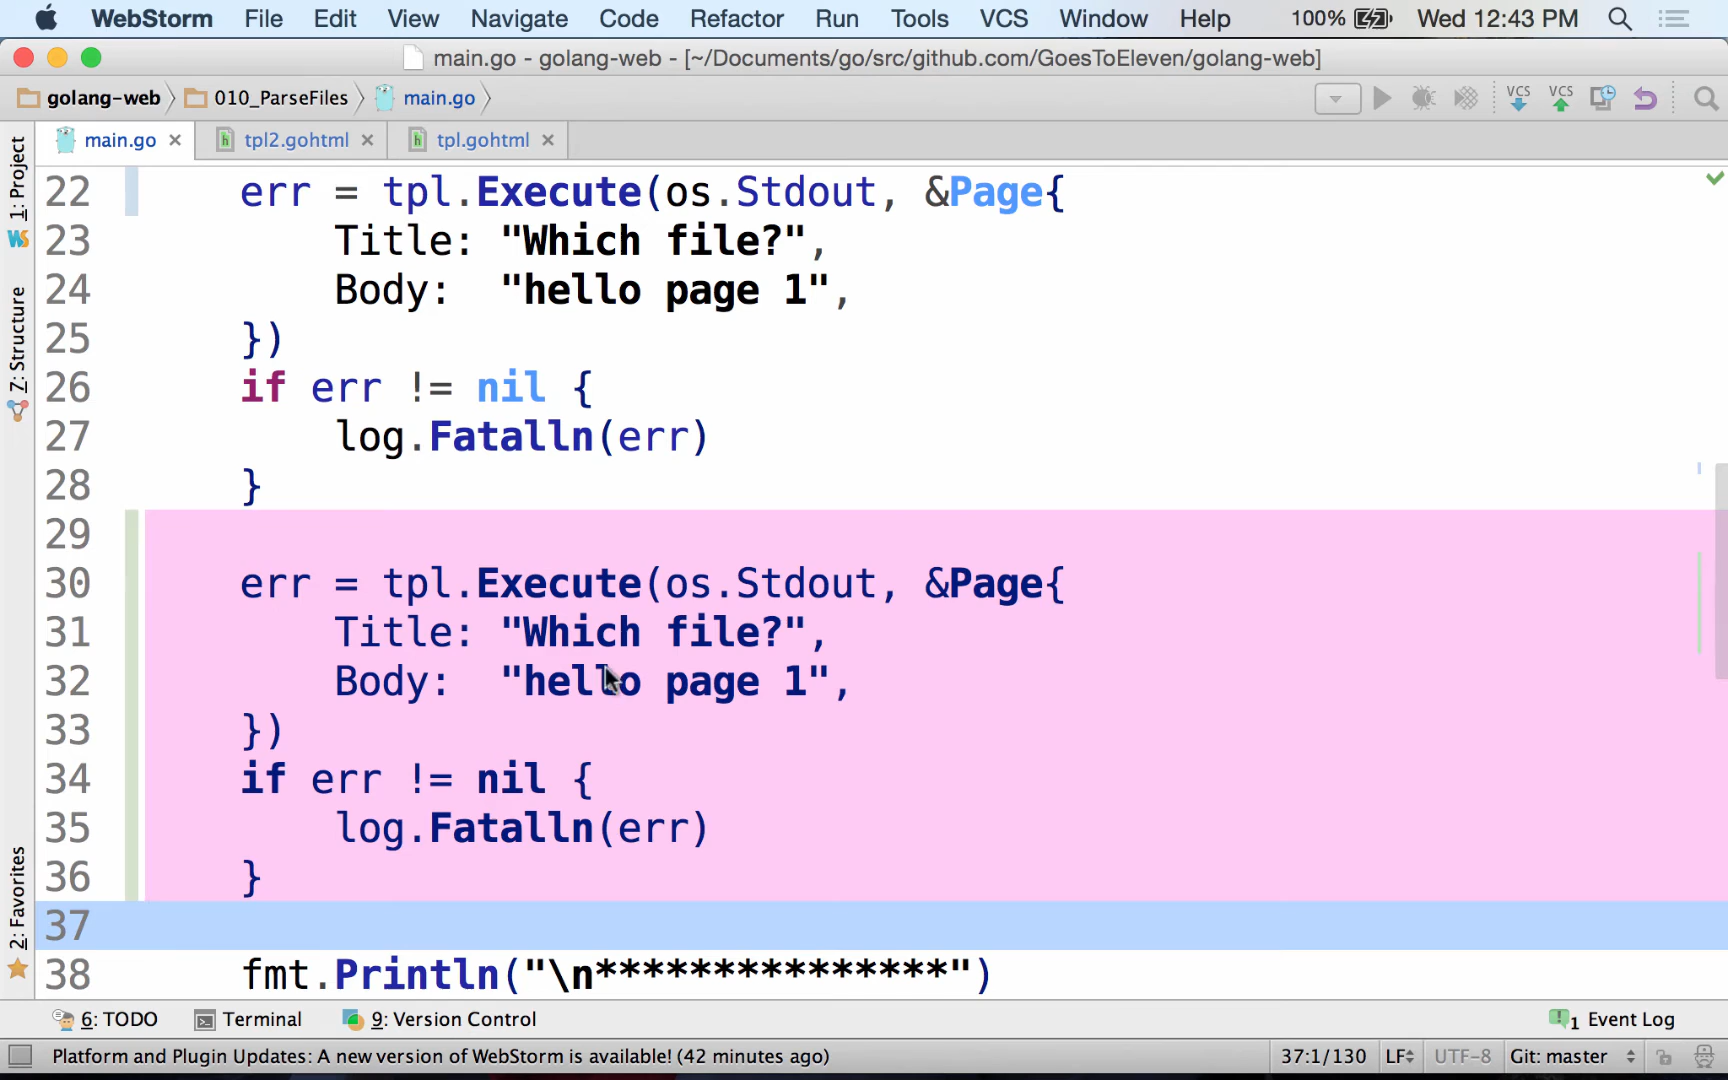 WebStorm File Edit View Navigate Code Refactor Run Tools VCS Window Help 100% Wed 12:43 PM
main.go - golang-web - [~/Documents/go/src/github.com/GoesToEleven/golang-web]
golang-web 010_ParseFiles main.go VCS VCS
main.go tpl2.gohtml tpl.gohtml
1: Project
7: Structure
2: Favorites
22 err = tpl.Execute(os.Stdout, &Page{
23 Title: "Which file?",
24 Body: "hello page 1",
25 })
26 if err != nil {
27 log.Fatalln(err)
28 }
29
30 err = tpl.Execute(os.Stdout, &Page{
31 Title: "Which file?",
32 Body: "hello page 1",
33 })
34 if err != nil {
35 log.Fatalln(err)
36 }
37
38 fmt.Println("\n***************")
6: TODO Terminal 9: Version Control 1 Event Log
Platform and Plugin Updates: A new version of WebStorm is available! (42 minutes ago) 37:1/130 LF UTF-8 Git: master